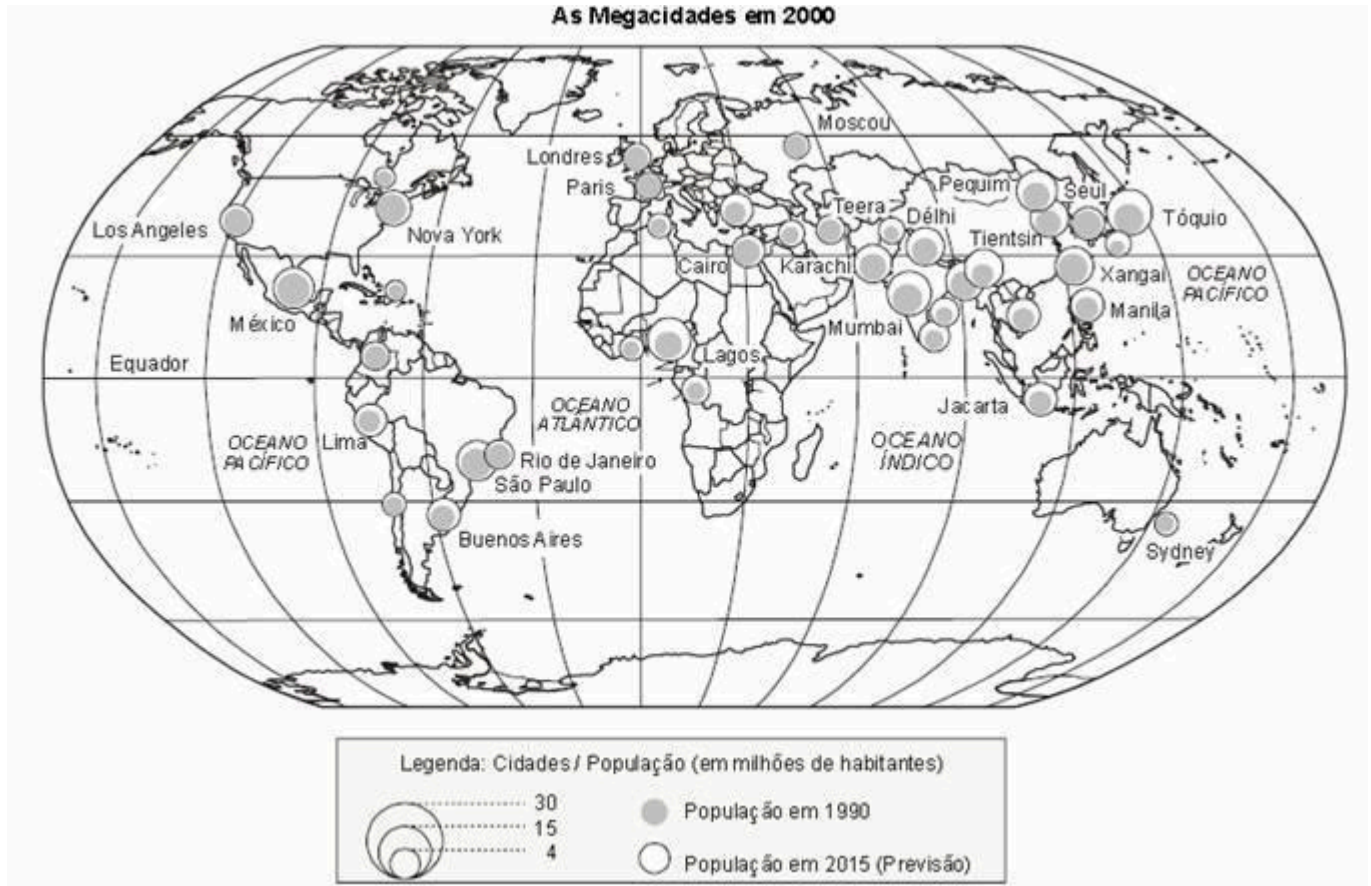 As Megacidades em 2000
Moscou
Londres
Paris
Pequim
Seul
Los Angeles
Nova York
Teera
Délhi
Tóquio
Tientsin
Cairo
Karachi
Xangai
OCEANO
PACÍFICO
México
Mumbai
Manila
Lagos
Equador
OCEANO
ATLÂNTICO
Jacarta
OCEANO
PACÍFICO
Lima
OCEANO
ÍNDICO
Rio de Janeiro
São Paulo
Buenos Aires
Sydney
Legenda: Cidades / População (em milhões de habitantes)
30
15
4
População em 1990
População em 2015 (Previsão)